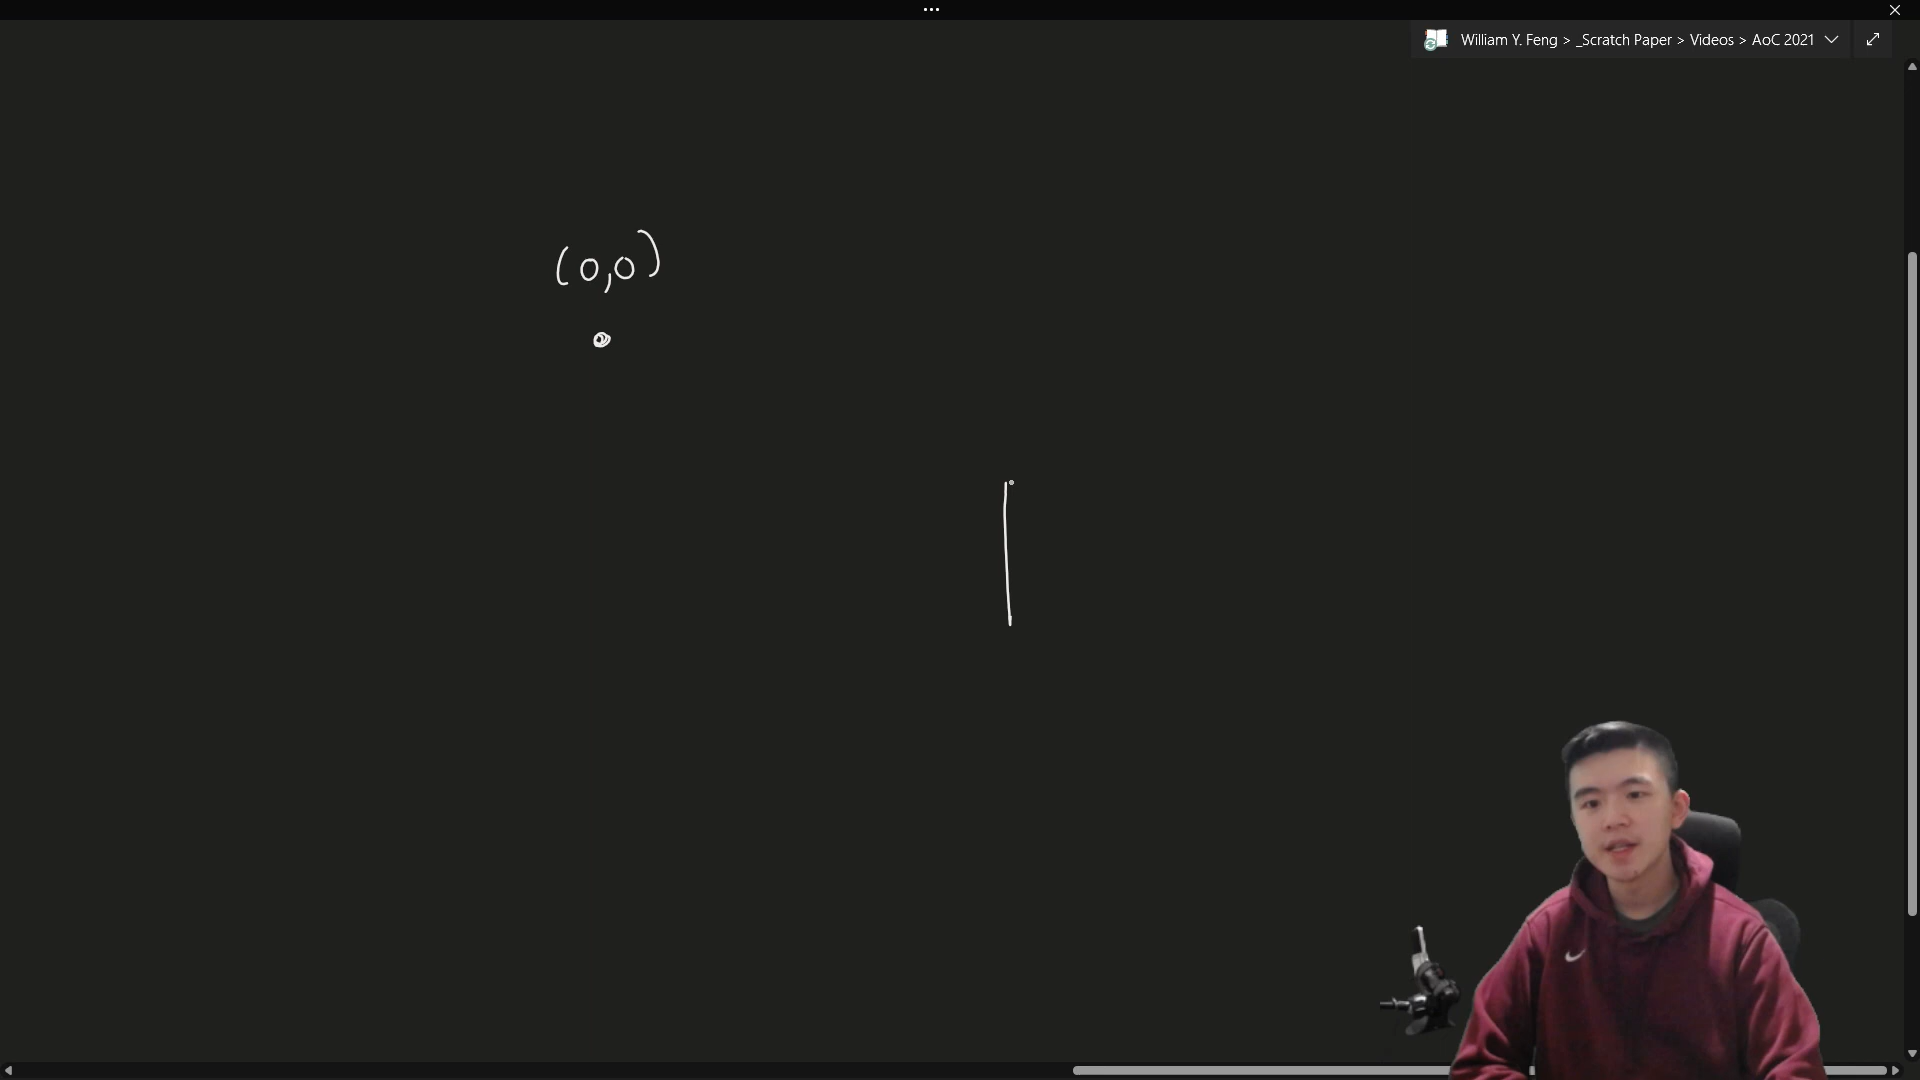 William Y. Feng > _Scratch Paper > Videos > AoC 2021
(0,0)